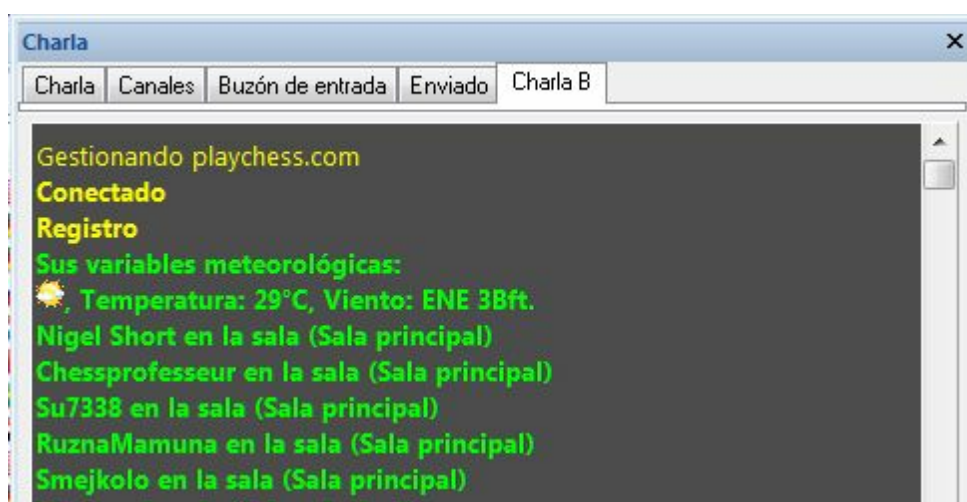 Charla
Charla Canales Buzón de entrada Enviado Charla B
Gestionando playchess.com
Conectado
Registro
Sus variables meteorológicas:
, Temperatura: 29°C, Viento: ENE 3Bft.
Nigel Short en la sala (Sala principal)
Chessprofesseur en la sala (Sala principal)
Su7338 en la sala (Sala principal)
RuznaMamuna en la sala (Sala principal)
Smejkolo en la sala (Sala principal)